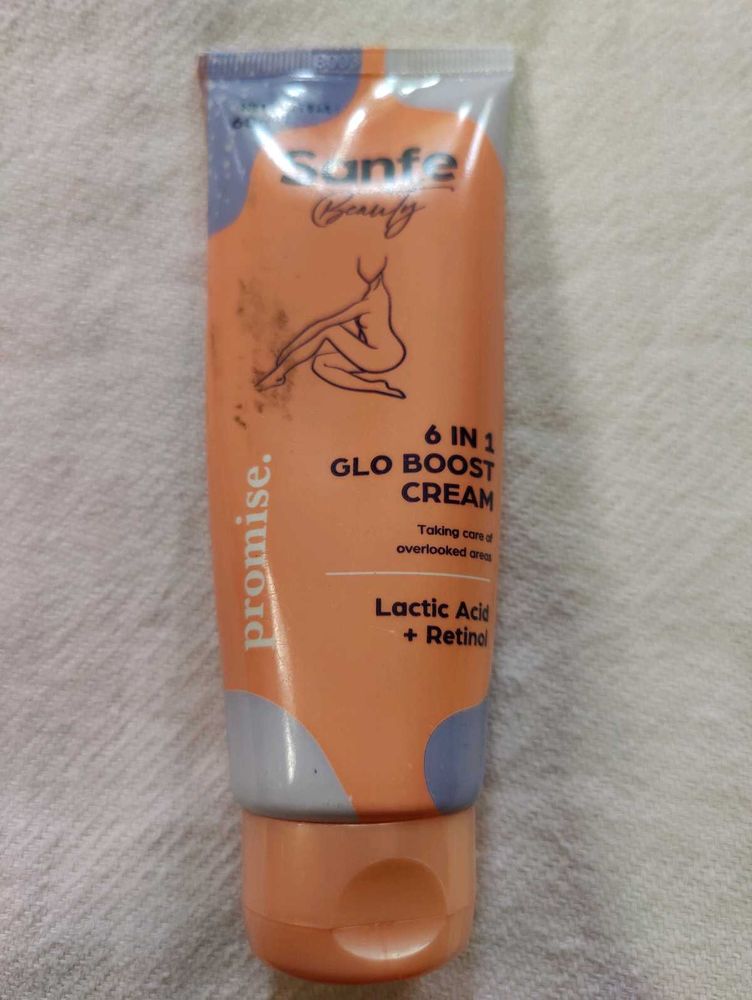 Sanfe
Beauty
6 IN 1
GLO BOOST
CREAM
Taking care of
overlooked areas
Lactic Acid
+ Retinol
promise.